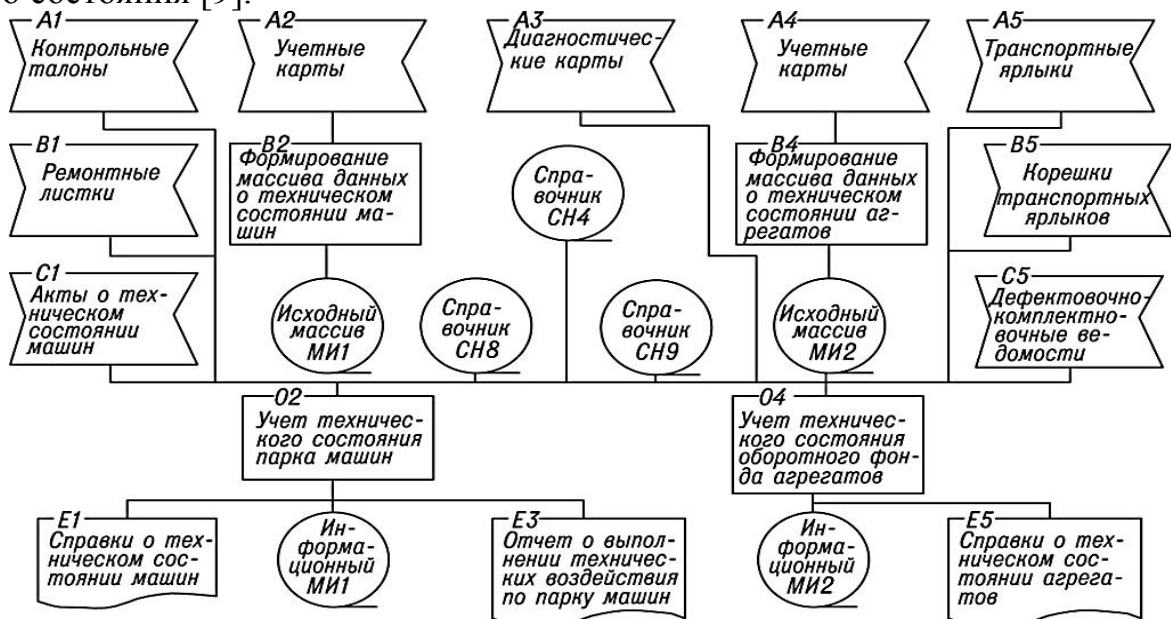 о состояния [9].
A1
Контрольные
талоны
A2
Учетные
карты
A3
Диагностичес-
кие карты
A4
Учетные
карты
A5
Транспортные
ярлыки
B1
Ремонтные
листки
B2
Формирование
массива данных
о техническом
состоянии ма-
шин
Спра-
вочник
СН4
B4
Формирование
массива данных
о техническом
состоянии аг-
регатов
B5
Корешки
транспортных
ярлыков
C1
Акты о тех-
ническом
состоянии
машин
Исходный
массив
МИ1
Спра-
вочник
СН8
Спра-
вочник
СН9
Исходный
массив
МИ2
C5
Дефектовочно-
комплектно-
вочные ве-
домости
02
Учет техничес-
кого состояния
парка машин
04
Учет технического
состояния
оборотного фон-
да агрегатов
E1
Справки о тех-
ническом сос-
тоянии машин
Ин-
форма-
ционный
МИ1
E3
Отчет о выпол-
нении техничес-
ких воздействия
по парку машин
Ин-
форма-
ционный
МИ2
E5
Справки о тех-
ническом сос-
тоянии агрега-
тов